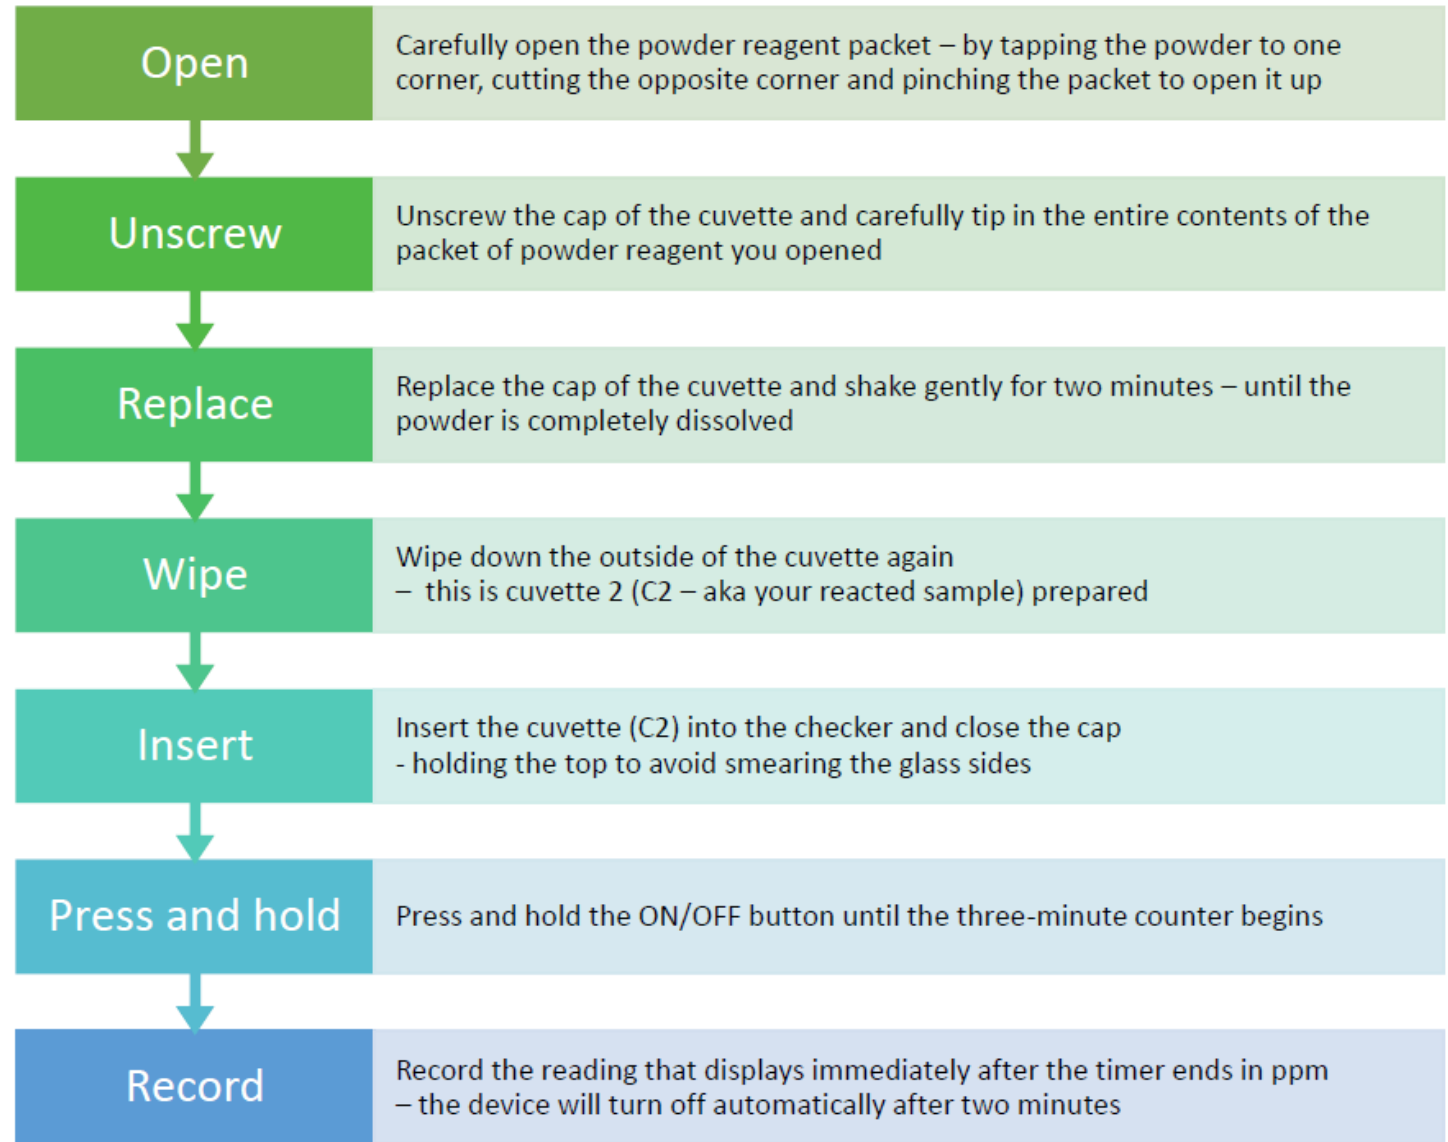 Open
Carefully open the powder reagent packet – by tapping the powder to one
corner, cutting the opposite corner and pinching the packet to open it up
Unscrew
Unscrew the cap of the cuvette and carefully tip in the entire contents of the
packet of powder reagent you opened
Replace
Replace the cap of the cuvette and shake gently for two minutes – until the
powder is completely dissolved
Wipe
Wipe down the outside of the cuvette again
– this is cuvette 2 (C2 – aka your reacted sample) prepared
Insert
Insert the cuvette (C2) into the checker and close the cap
- holding the top to avoid smearing the glass sides
Press and hold
Press and hold the ON/OFF button until the three-minute counter begins
Record
Record the reading that displays immediately after the timer ends in ppm
– the device will turn off automatically after two minutes